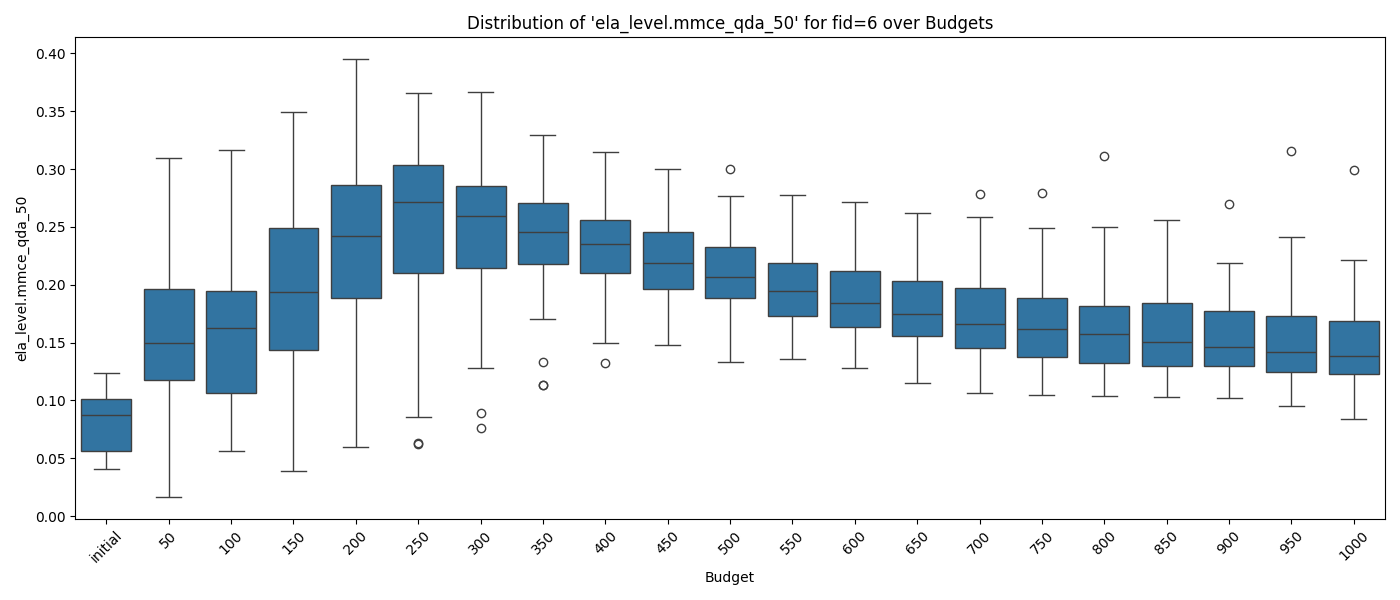 Distribution of 'ela_level.mmce_qda_50' for fid=6 over Budgets
ela_level.mmce_qda_50
0.40
0.35
0.30
0.25
0.20
0.15
0.10
0.05
0.00
initial 50 100 150 200 250 300 350 400 450 500 550 600 650 700 750 800 850 900 950 1000
Budget